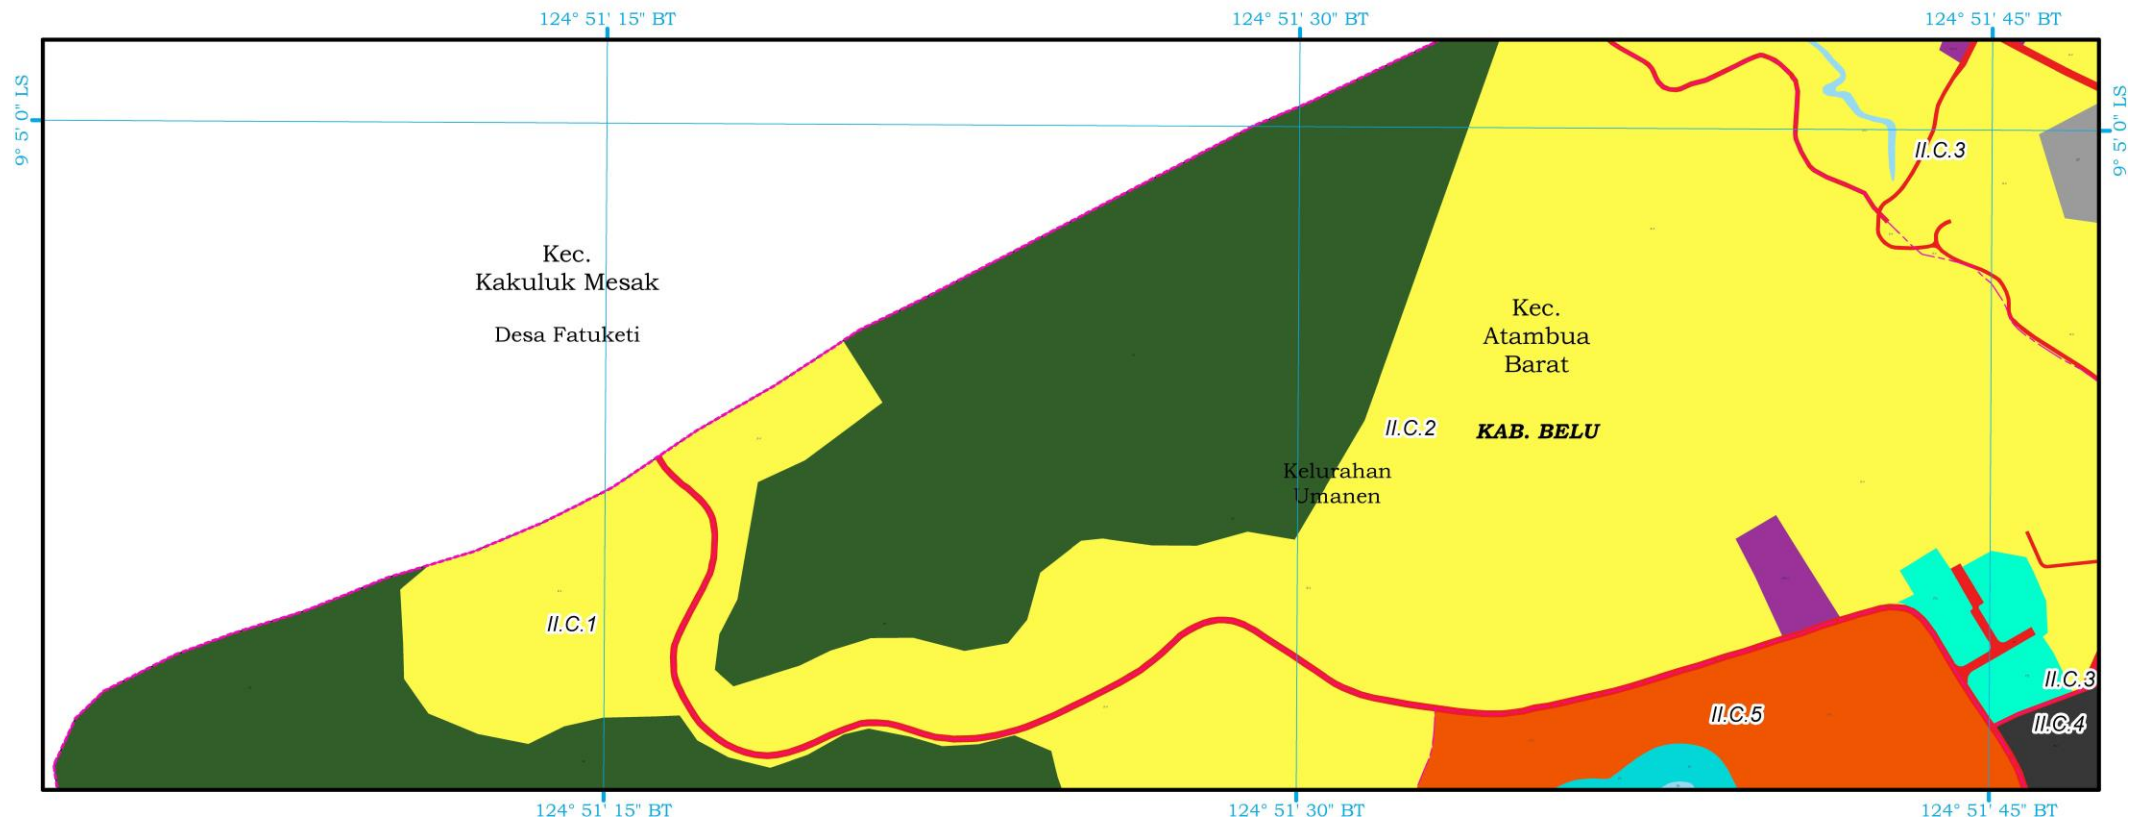 124° 51' 15" BT
124° 51' 30" BT
124° 51' 45" BT
9° 5' 0" LS
9° 5' 0" LS
II.C.3
Kec.
Kakuluk Mesak
Desa Fatuketi
Kec.
Atambua
Barat
II.C.2
KAB. BELU
Kelurahan
Umanen
II.C.1
II.C.3
II.C.5
II.C.4
124° 51' 15" BT
124° 51' 30" BT
124° 51' 45" BT